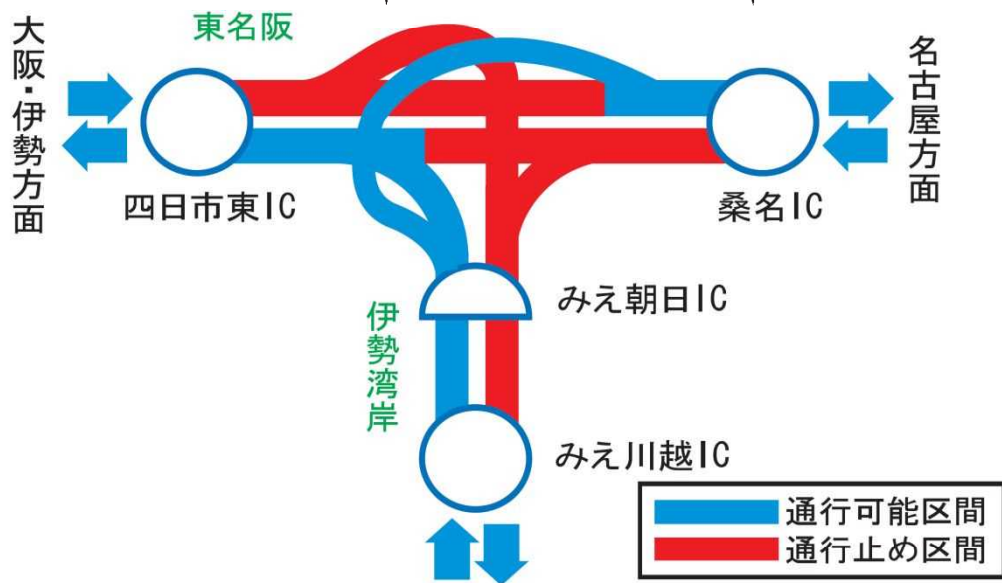 東名阪
大阪・伊勢方面
名古屋方面
四日市東IC
桑名IC
みえ朝日IC
伊勢湾岸
みえ川越IC
通行可能区間
通行止め区間